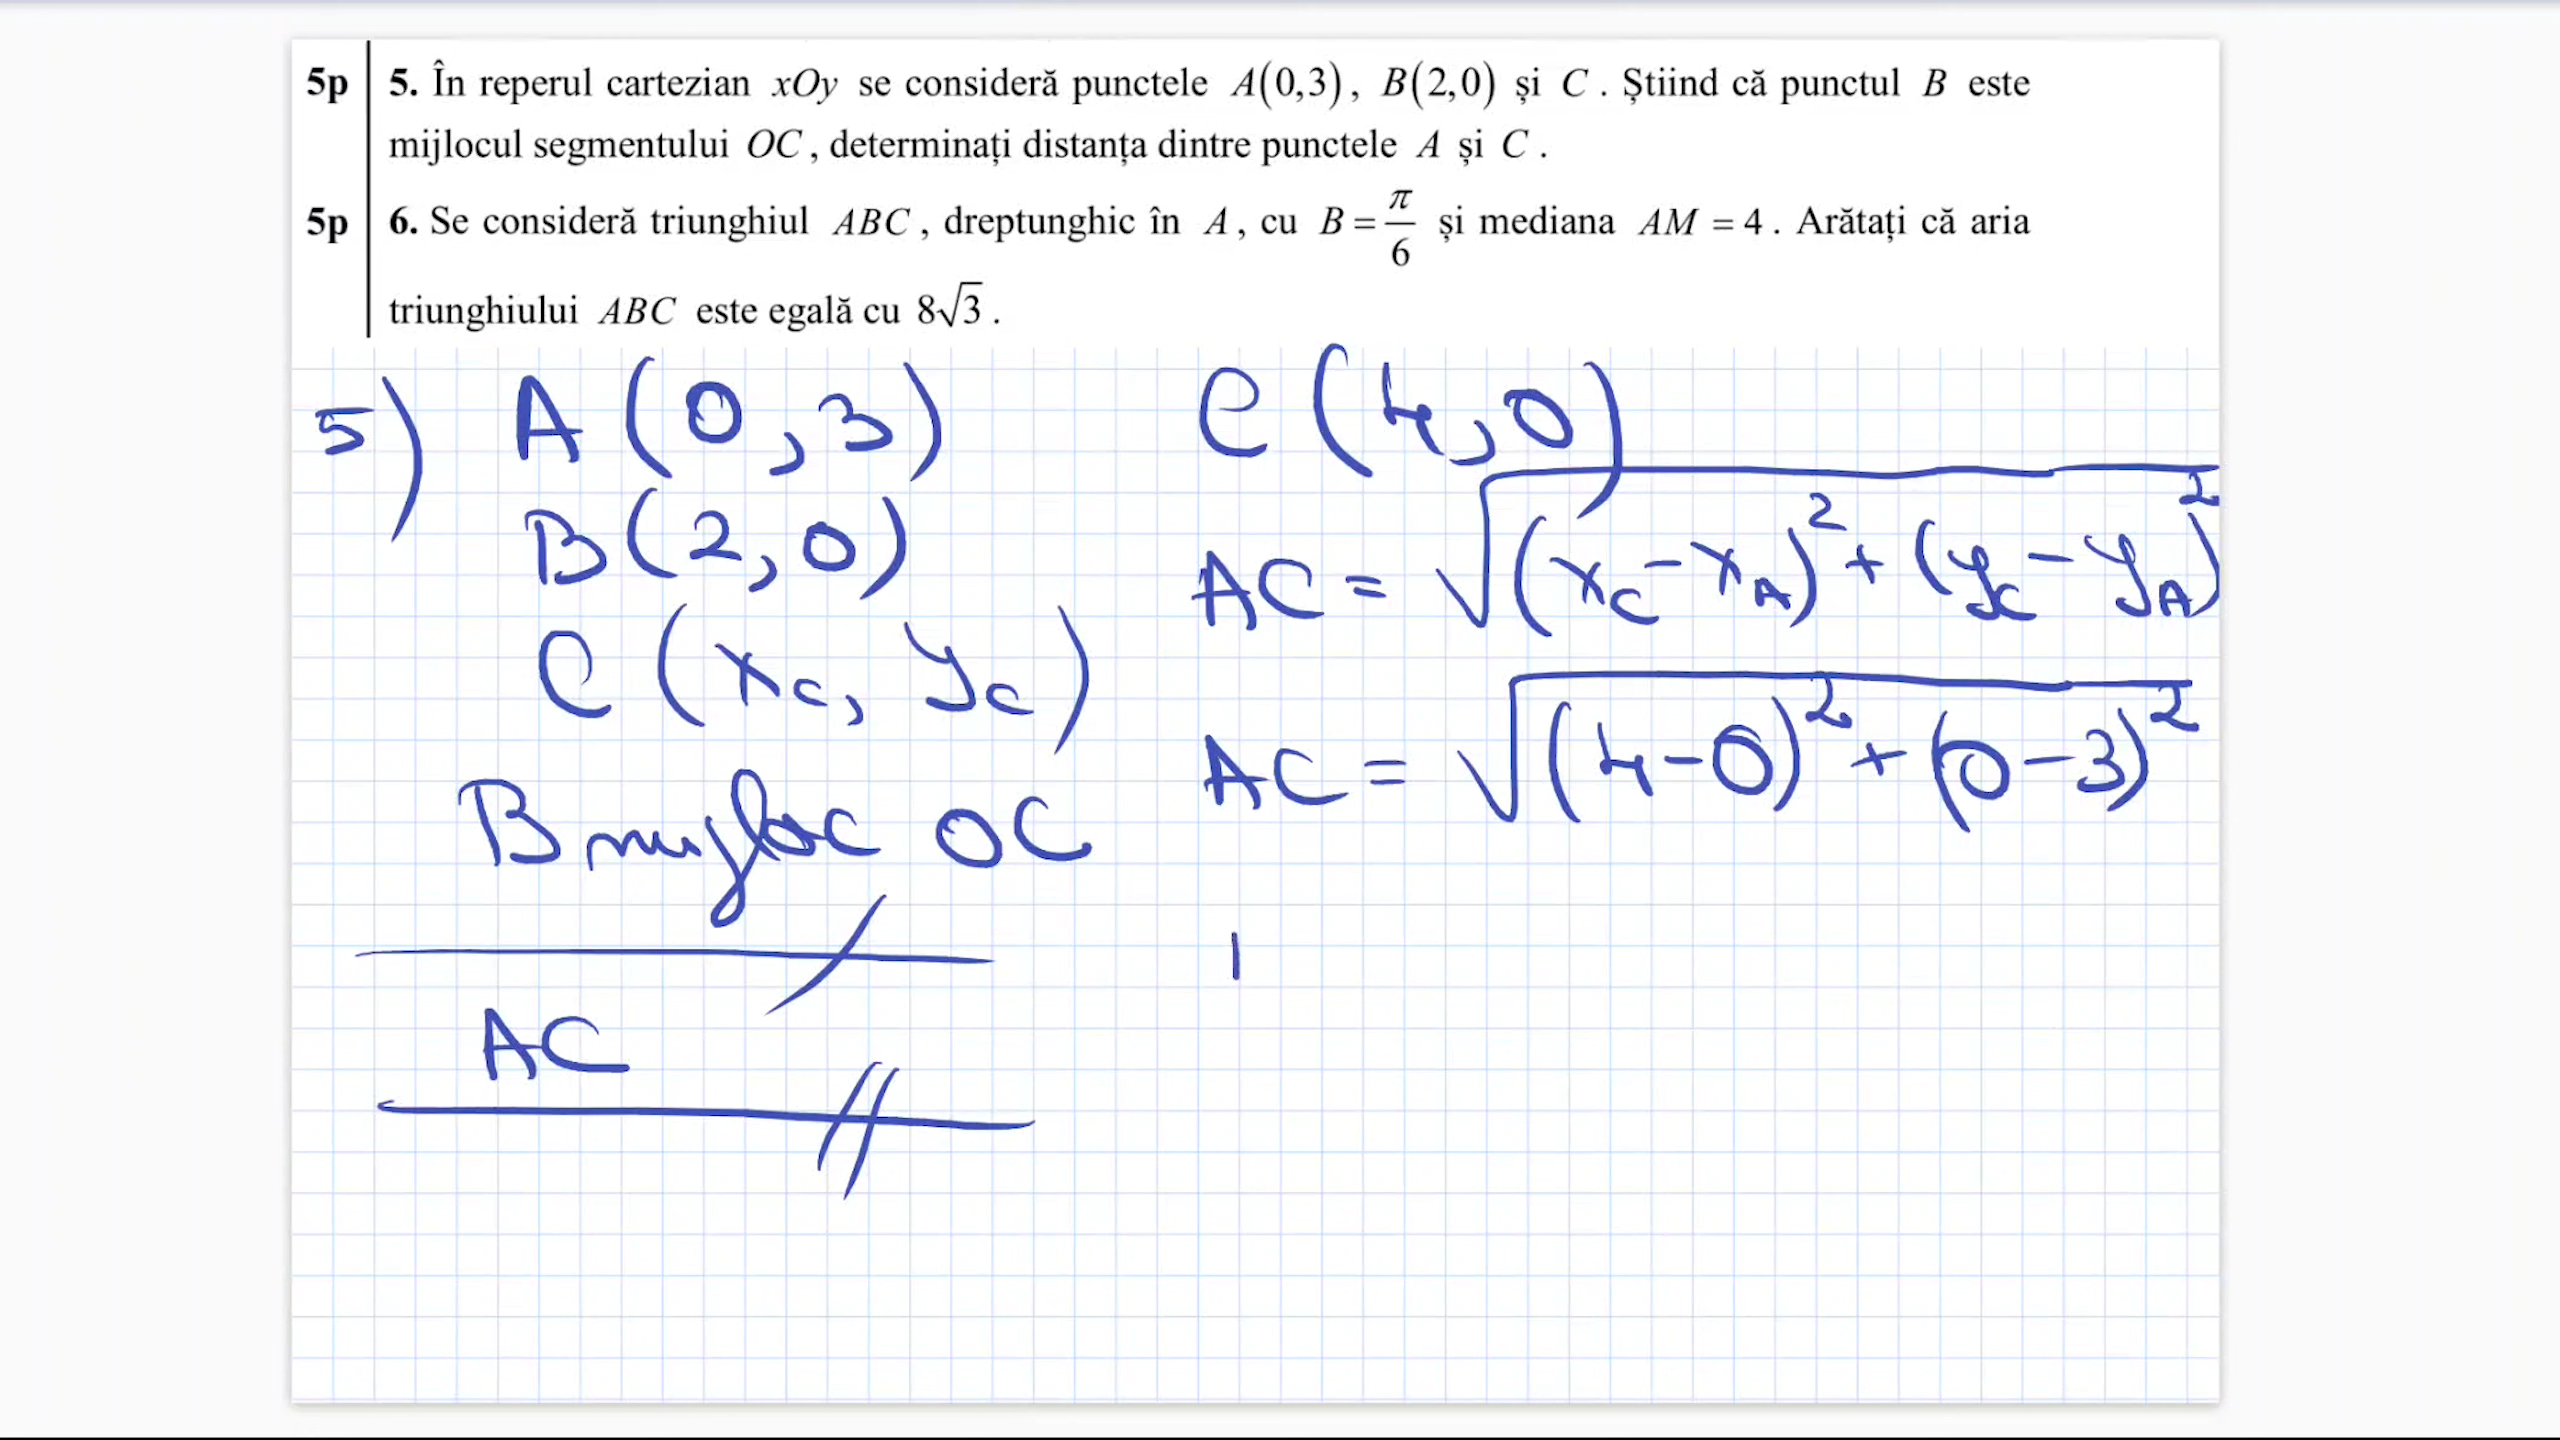 5p 5. În reperul cartezian xOy se consideră punctele A(0,3), B(2,0) și C. Știind că punctul B este
mijlocul segmentului OC, determinați distanța dintre punctele A și C.
5p 6. Se consideră triunghiul ABC, dreptunghic în A, cu B = π/6 și mediana AM = 4. Arătați că aria
triunghiului ABC este egală cu 8√3.
5) A(0,3)
B(2,0)
C(x_C, y_C)
B mijloc OC
AC
C(4,0)
AC = √((x_C - x_A)² + (y_C - y_A)²)
AC = √((4-0)² + (0-3)²)